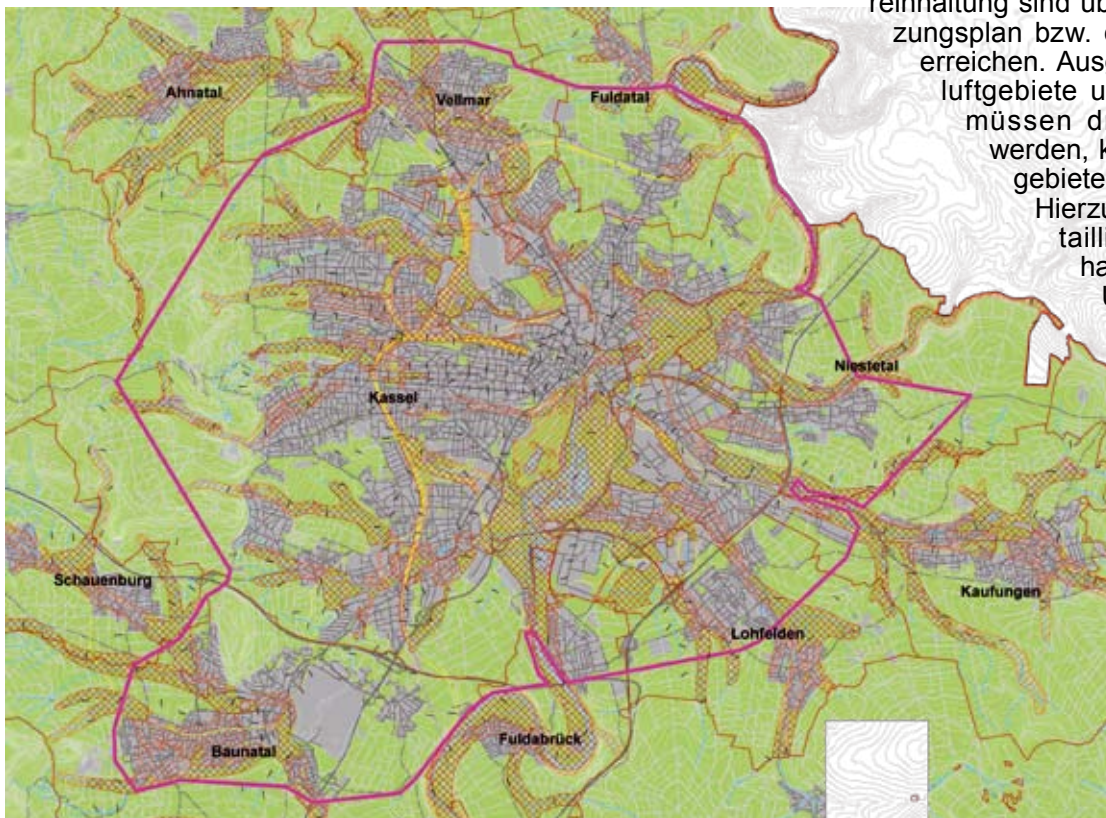 reinhaltung sind üb
zungsplan bzw.
erreichen.
luftgebiete u
müssen d
werden, k
gebiete
Hierzu
taill
ha
Ahnatal
Vellmar
Fuldatal
Niestetal
Kassel
Schauenburg
Kaufungen
Lohfelden
Baunatal
Fuldabrück